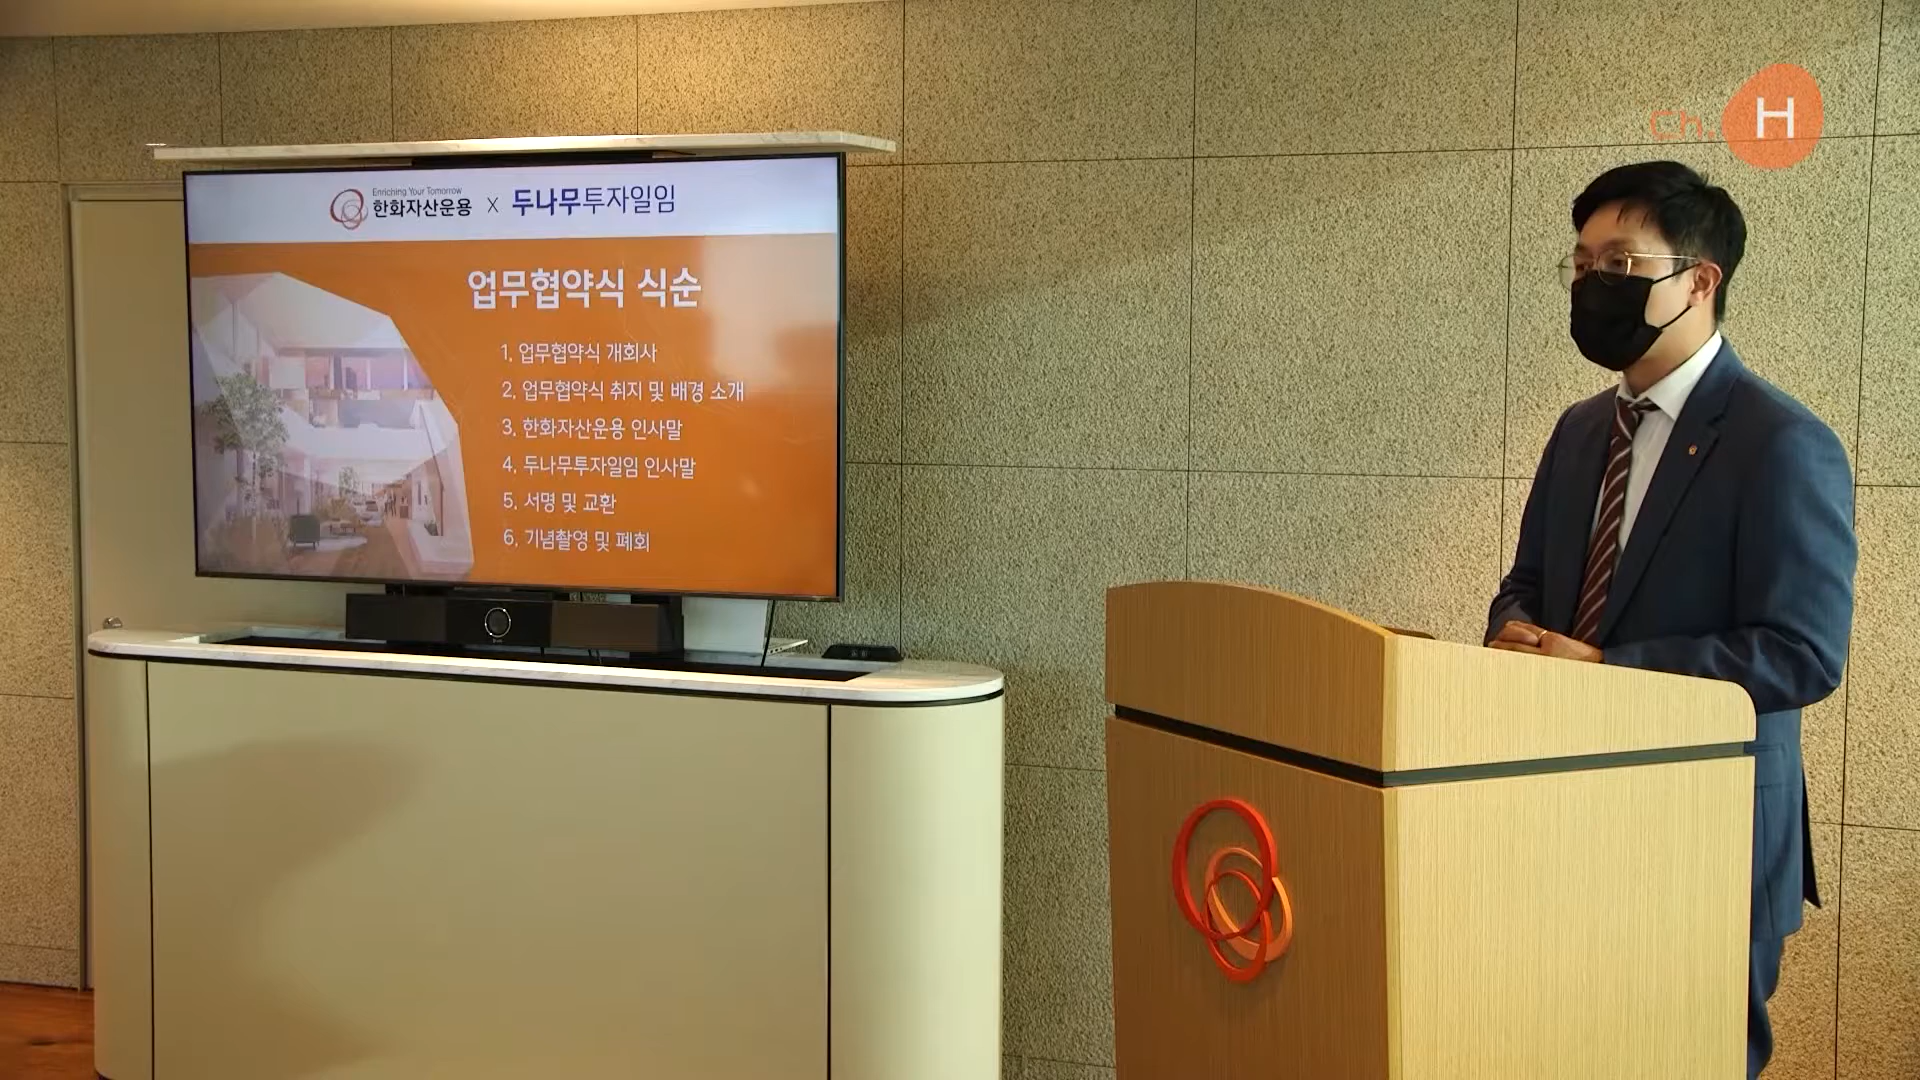 Ch. H
Enriching Your Tomorrow
한화자산운용 X 두나무투자일임
업무협약식 식순
1. 업무협약식 개회사
2. 업무협약식 취지 및 배경 소개
3. 한화자산운용 인사말
4. 두나무투자일임 인사말
5. 서명 및 교환
6. 기념촬영 및 폐회